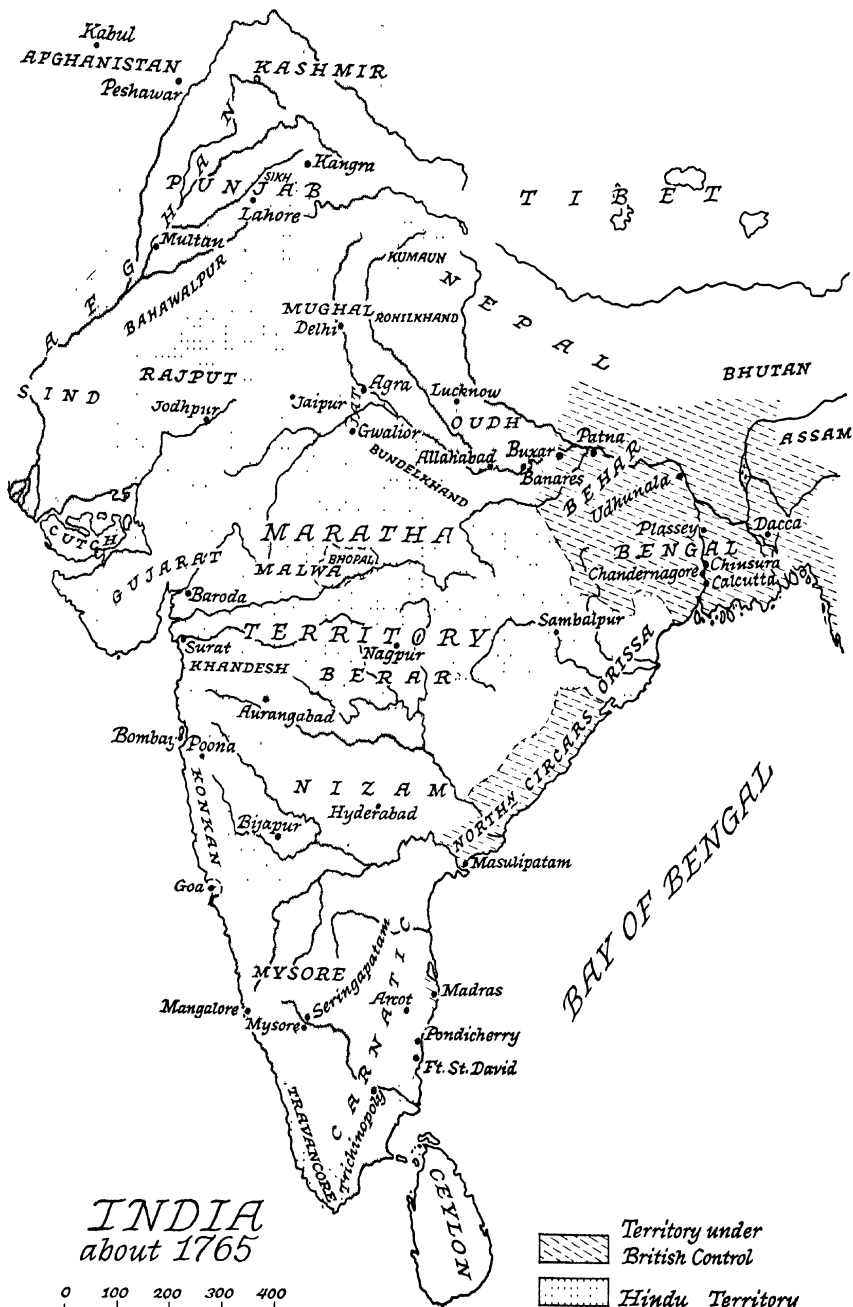 Kabul
AFGHANISTAN
Peshawar
KASHMIR
AFGHAN
Kangra
SIKH
PUNJAB
Lahore
Multan
TIBET
BAHAWALPUR
KUMAUN
NEPAL
MUGHAL
Delhi
ROHILKHAND
SIND
RAJPUT
Jodhpur
Jaipur
Agra
JAT
Gwalior
Lucknow
OUDH
BHUTAN
ASSAM
Allahabad
Buxar
Patna
Banares
BUNDELKHAND
BEHAR
Udhunala
CUTCH
GUJARAT
MARATHA
MALWA
BHOPAL
Plassey
Dacca
BENGAL
Chinsura
Chandernagore
Calcutta
Baroda
Surat
TERRITORY
Nagpur
Sambalpur
KHANDESH
BERAR
ORISSA
Aurangabad
Bombay
Poona
KONKAN
NIZAM
Hyderabad
NORTHN CIRCARS
Bijapur
Masulipatam
Goa
BAY OF BENGAL
MYSORE
Seringapatam
CARNATIC
Arcot
Madras
Mangalore
Mysore
Pondicherry
Ft. St. David
TRAVANCORE
Trichinopoly
CEYLON
INDIA
about 1765
Territory under
British Control
Hindu Territory
0 100 200 300 400